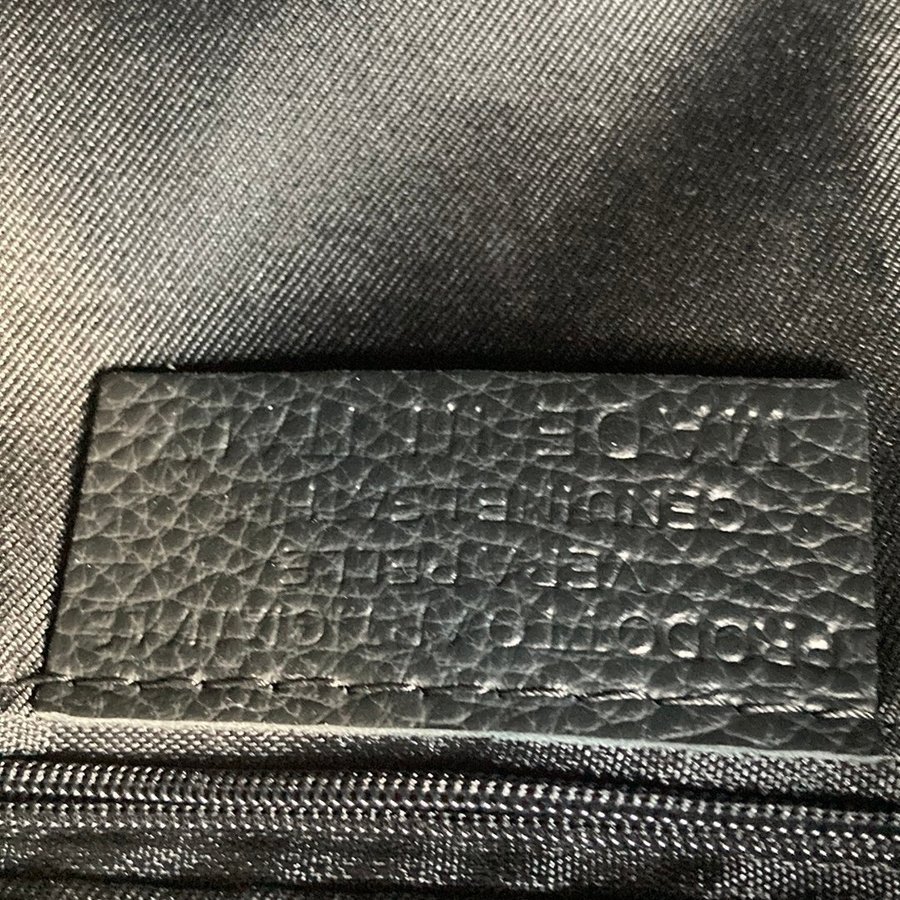 PRODOTTO ARTIGIANALE
VERA PELLE
GENUINE LEATHER
MADE IN ITALY